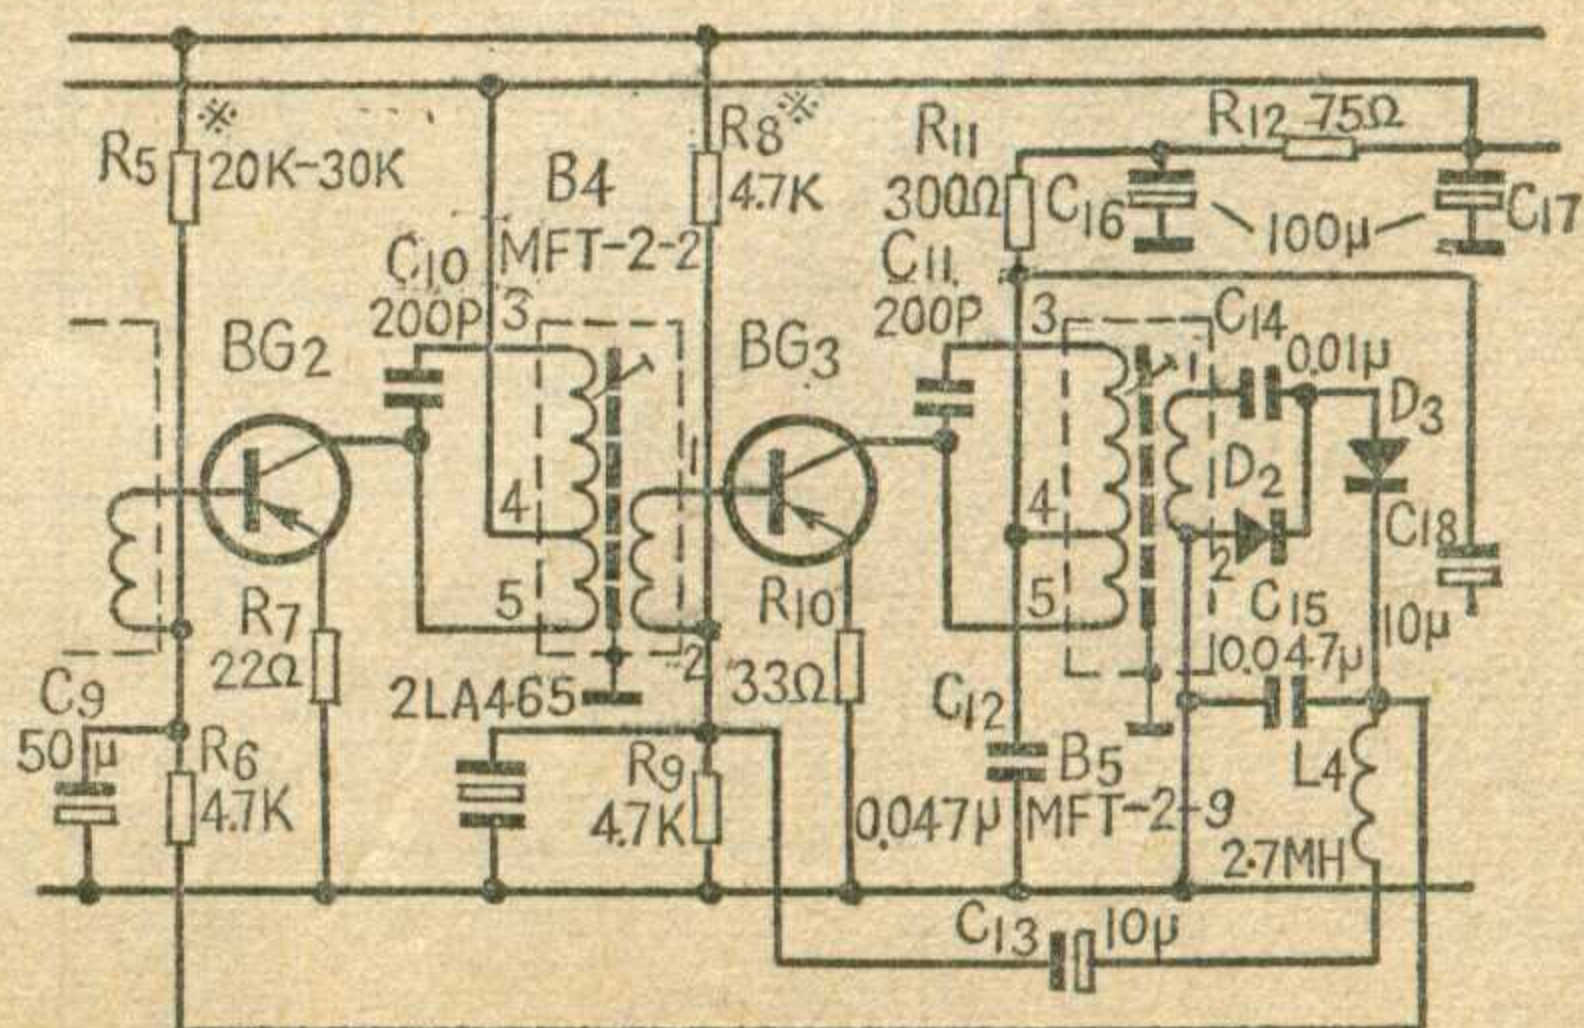 R5
※
20K-30K
B4
MFT-2-2
C10
200P
3
4
5
BG2
R7
22Ω
C9
50μ
R6
4.7K
2LA465
R8
※
4.7K
1
2
BG3
R9
4.7K
R10
33Ω
R11
300Ω
C11
200P
3
4
5
C12
0.047μ
B5
MFT-2-9
C16
100μ
C17
R12 75Ω
C14
0.01μ
1
2
D2
D3
C15
0.047μ
C18
10μ
L4
2.7MH
C13
10μ